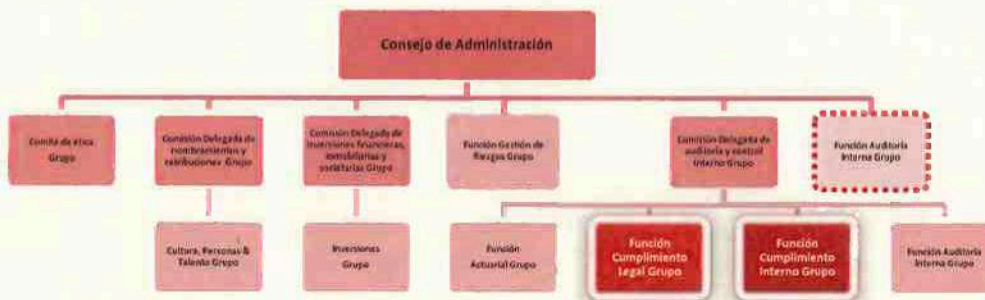 Consejo de Administración
Comité de ética
Grupo
Comisión Delegada de
nombramientos y
retribuciones Grupo
Comisión Delegada de
inversiones financieras,
inmobiliarias y
societarias Grupo
Función Gestión de
Riesgos Grupo
Comisión Delegada de
auditoría y control
Interno Grupo
Función Auditoría
Interna Grupo
Cultura, Personas &
Talento Grupo
Inversiones
Grupo
Función
Actuarial Grupo
Función
Cumplimiento
Legal Grupo
Función
Cumplimiento
Interno Grupo
Función Auditoría
Interna Grupo